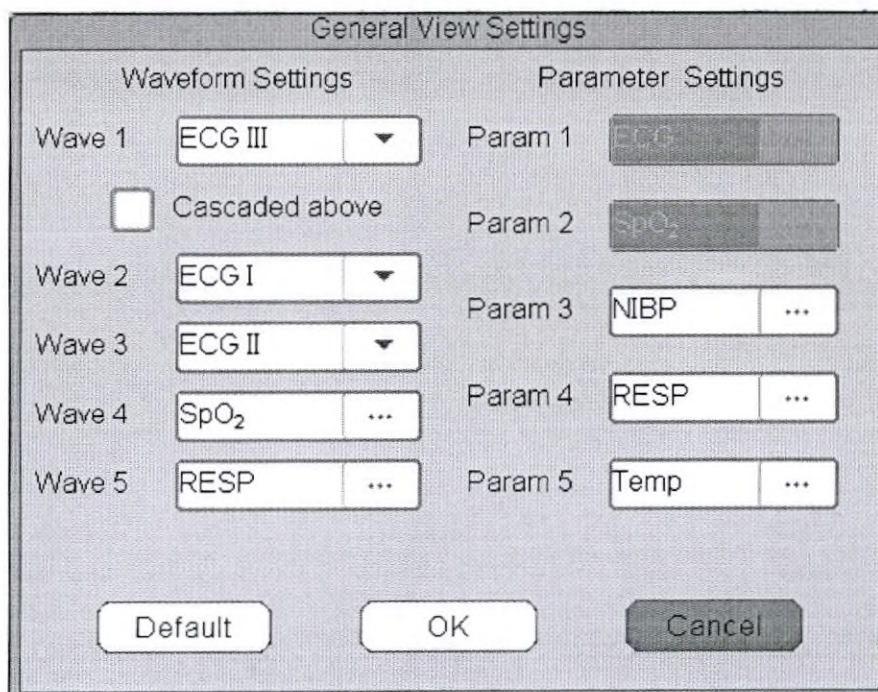 General View Settings
Waveform Settings
Parameter Settings
Wave 1 ECG III ▼
Param 1 ECG
Cascaded above
Param 2 SpO₂
Wave 2 ECG I ▼
Param 3 NIBP ...
Wave 3 ECG II ▼
Param 4 RESP ...
Wave 4 SpO₂ ...
Wave 5 RESP ...
Param 5 Temp ...
Default
OK
Cancel